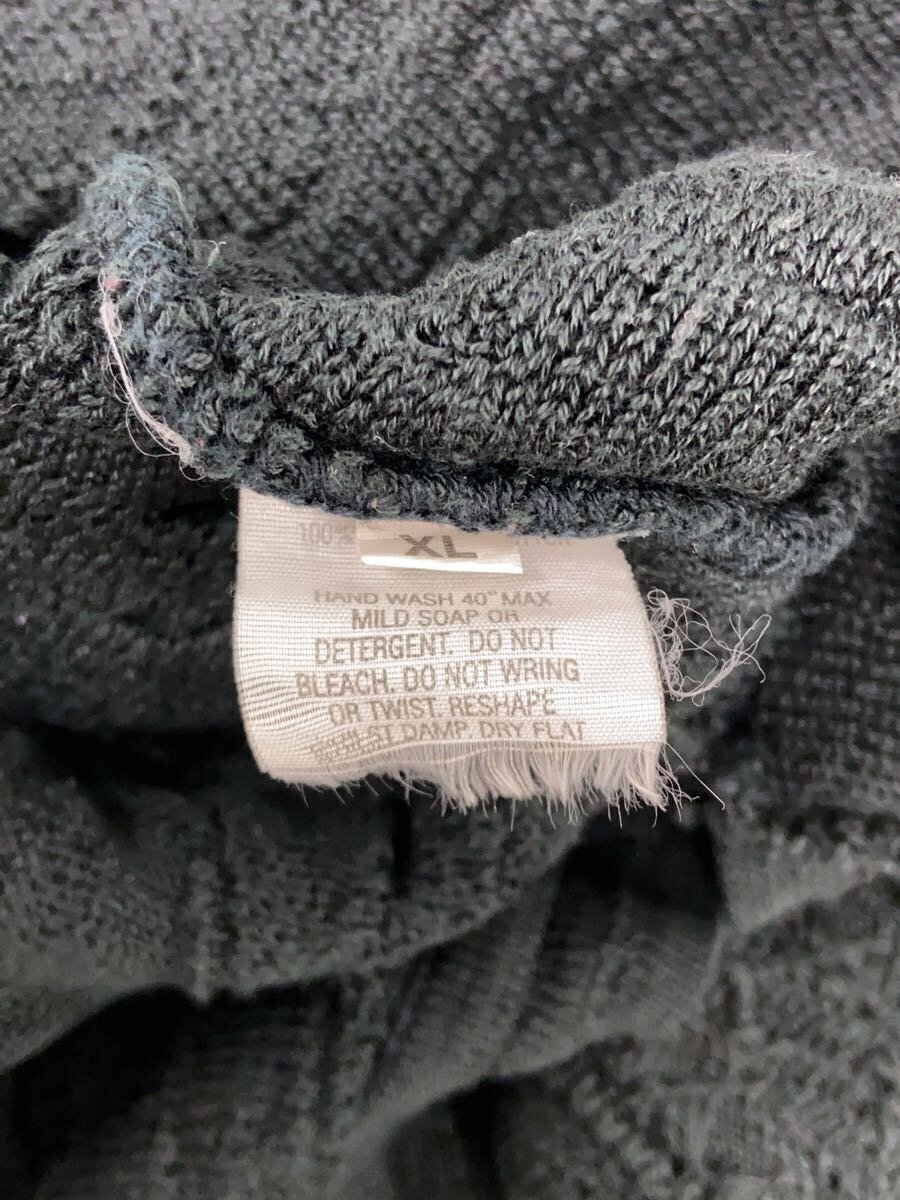 100%
XL
HAND WASH 40° MAX
MILD SOAP OR
DETERGENT. DO NOT
BLEACH. DO NOT WRING
OR TWIST. RESHAPE
DAMP. DRY FLAT